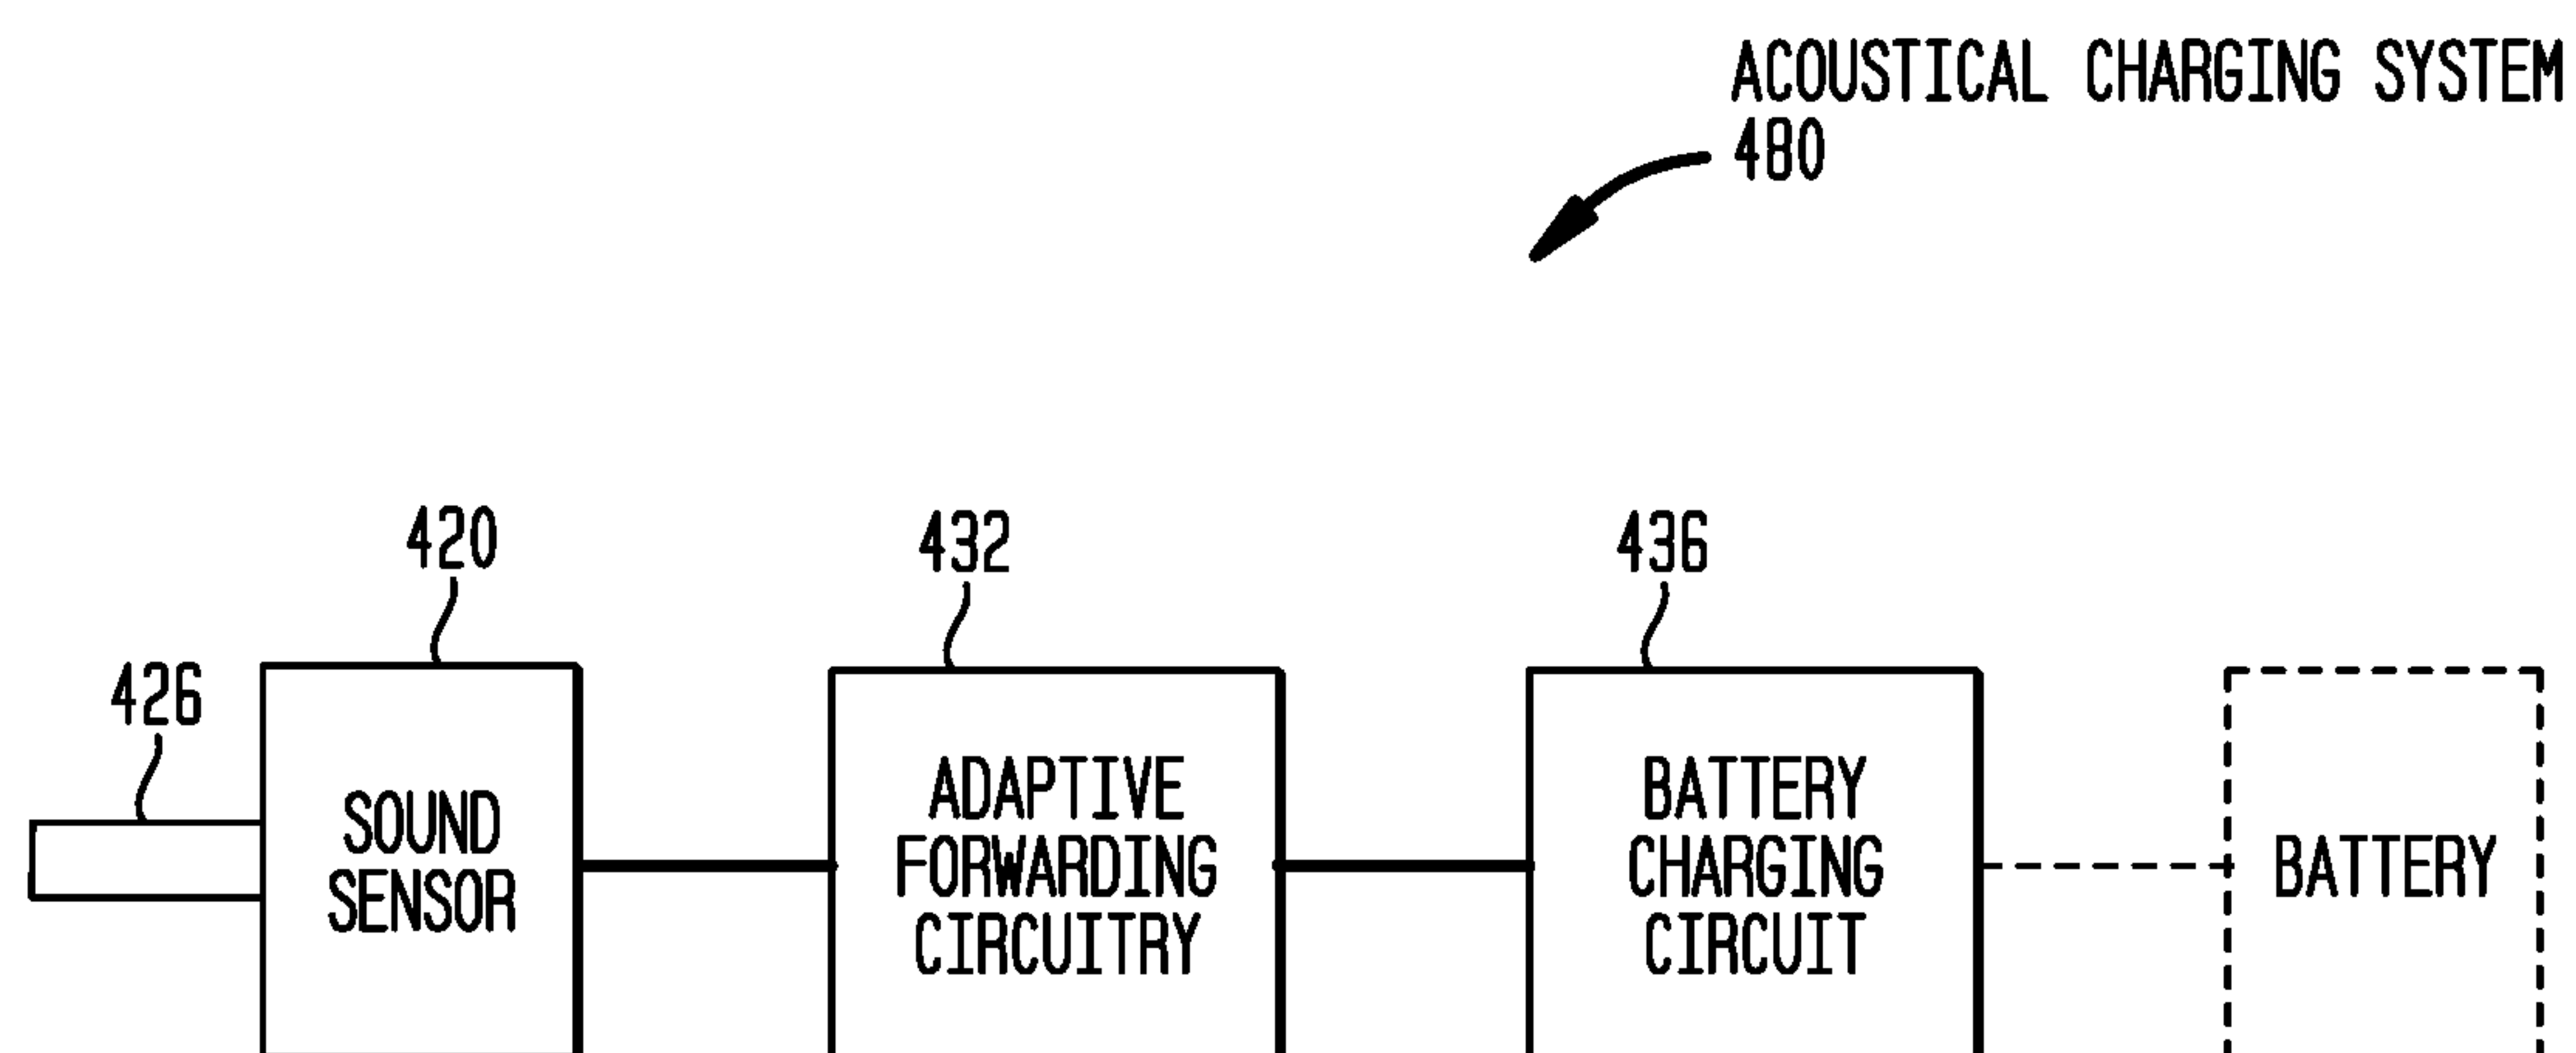 ACOUSTICAL CHARGING SYSTEM
480
420
432
436
426
SOUND
SENSOR
ADAPTIVE
FORWARDING
CIRCUITRY
BATTERY
CHARGING
CIRCUIT
BATTERY